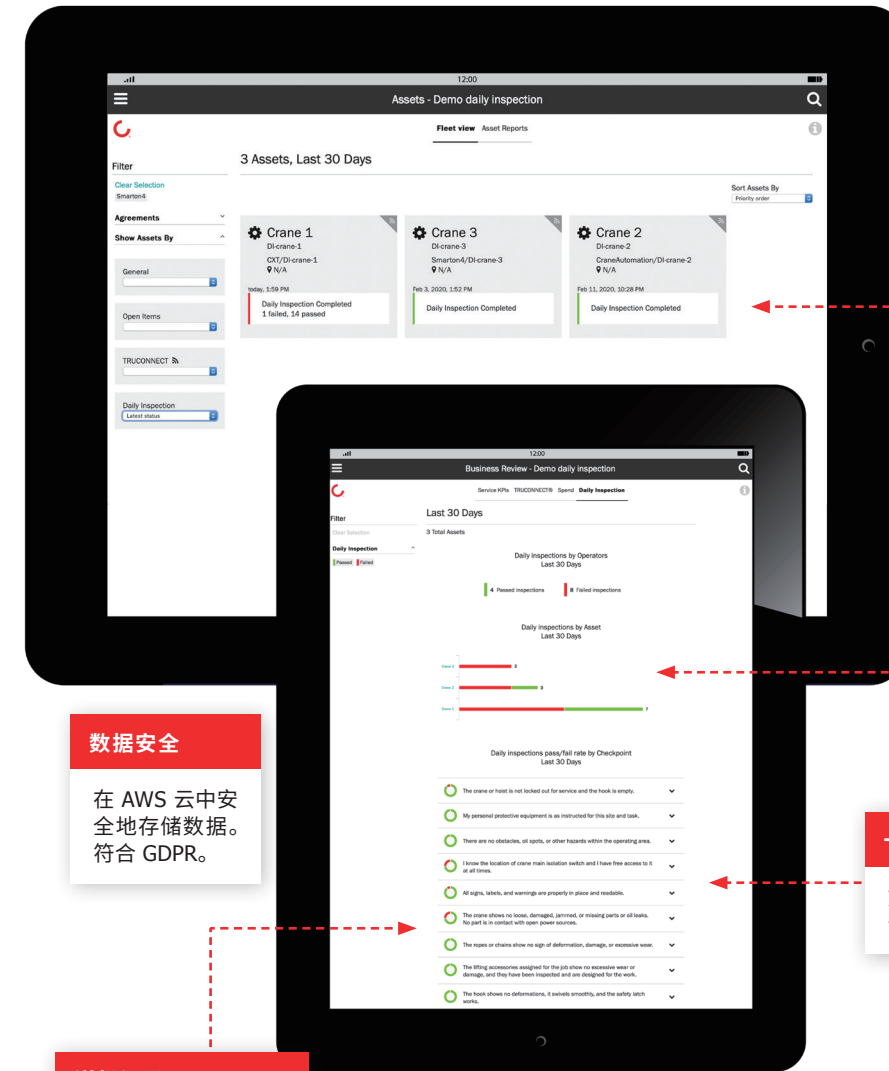 12:00
Assets - Demo daily inspection
Fleet view Asset Reports
Filter
3 Assets, Last 30 Days
Clear Selection
Smarton4
Sort Assets By
Priority order
Agreements
Show Assets By
General
Open Items
TRUCONNECT
Daily Inspection
Latest status
Crane 1
DI-crane-1
CXT/DI-crane-1
N/A
today, 1:59 PM
Daily Inspection Completed
1 failed, 14 passed
Crane 3
DI-crane-3
Smarton4/DI-crane-3
N/A
Feb 3, 2020, 1:52 PM
Daily Inspection Completed
Crane 2
DI-crane-2
CraneAutomation/DI-crane-2
N/A
Feb 11, 2020, 10:28 PM
Daily Inspection Completed
12:00
Business Review - Demo daily inspection
Service KPIs TRUCONNECT® Spend Daily Inspection
Filter
Last 30 Days
Clear Selection
3 Total Assets
Daily Inspection
Passed Failed
Daily inspections by Operators
Last 30 Days
4 Passed inspections 8 Failed inspections
Daily inspections by Asset
Last 30 Days
3
7
Daily inspections pass/fail rate by Checkpoint
Last 30 Days
The crane or hoist is not locked out for service and the hook is empty.
My personal protective equipment is as instructed for this site and task.
There are no obstacles, oil spots, or other hazards within the operating area.
I know the location of crane main isolation switch and I have free access to it
at all times.
All signs, labels, and warnings are properly in place and readable.
The crane shows no loose, damaged, jammed, or missing parts or oil leaks.
No part is in contact with open power sources.
The ropes or chains show no sign of deformation, damage, or excessive wear.
The lifting accessories assigned for the job show no excessive wear or
damage, and they have been inspected and are designed for the work.
The hook shows no deformations, it swivels smoothly, and the safety latch
works.
数据安全
在 AWS 云中安
全地存储数据。
符合 GDPR。